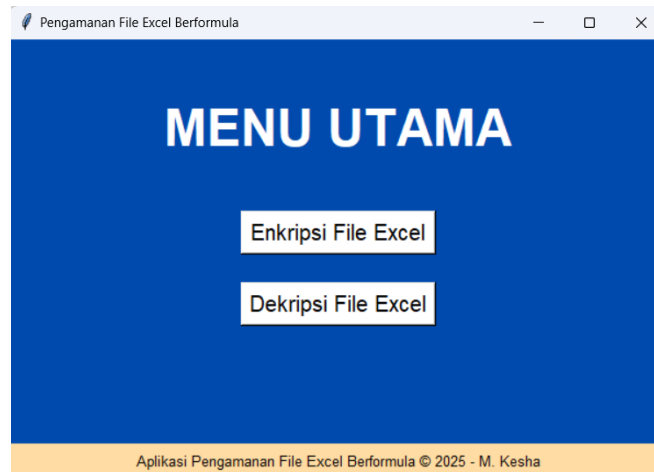 Pengamanan File Excel Berformula
MENU UTAMA
Enkripsi File Excel
Dekripsi File Excel
Aplikasi Pengamanan File Excel Berformula © 2025 - M. Kesha